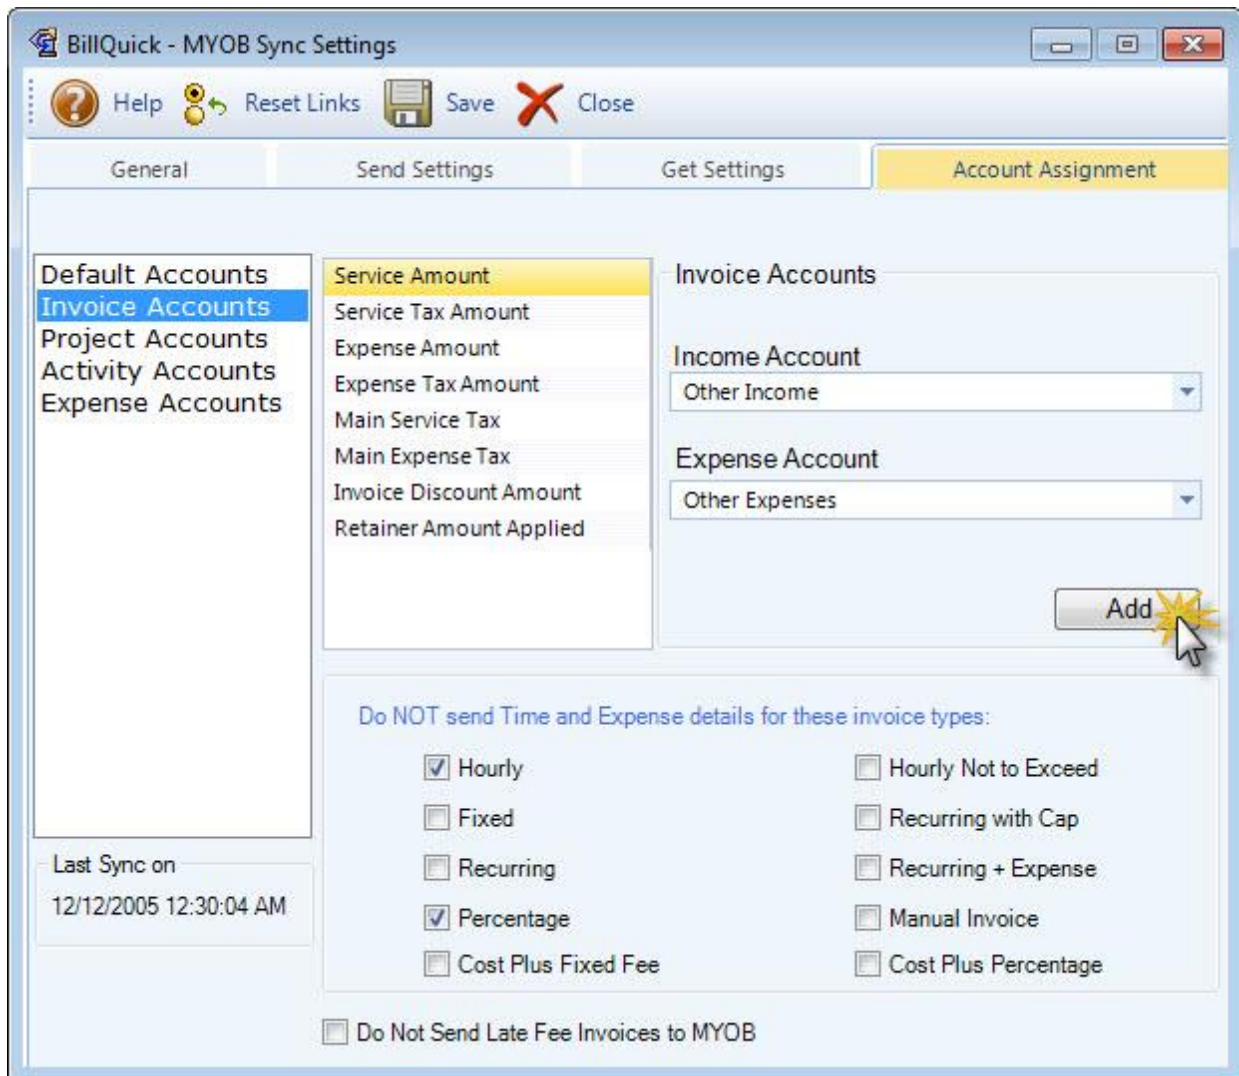 BillQuick - MYOB Sync Settings
Help Reset Links Save Close
General Send Settings Get Settings Account Assignment
Default Accounts
Invoice Accounts
Project Accounts
Activity Accounts
Expense Accounts
Service Amount
Service Tax Amount
Expense Amount
Expense Tax Amount
Main Service Tax
Main Expense Tax
Invoice Discount Amount
Retainer Amount Applied
Invoice Accounts
Income Account
Other Income
Expense Account
Other Expenses
Add
Do NOT send Time and Expense details for these invoice types:
Hourly Hourly Not to Exceed
Fixed Recurring with Cap
Recurring Recurring + Expense
Percentage Manual Invoice
Cost Plus Fixed Fee Cost Plus Percentage
Last Sync on
12/12/2005 12:30:04 AM
Do Not Send Late Fee Invoices to MYOB